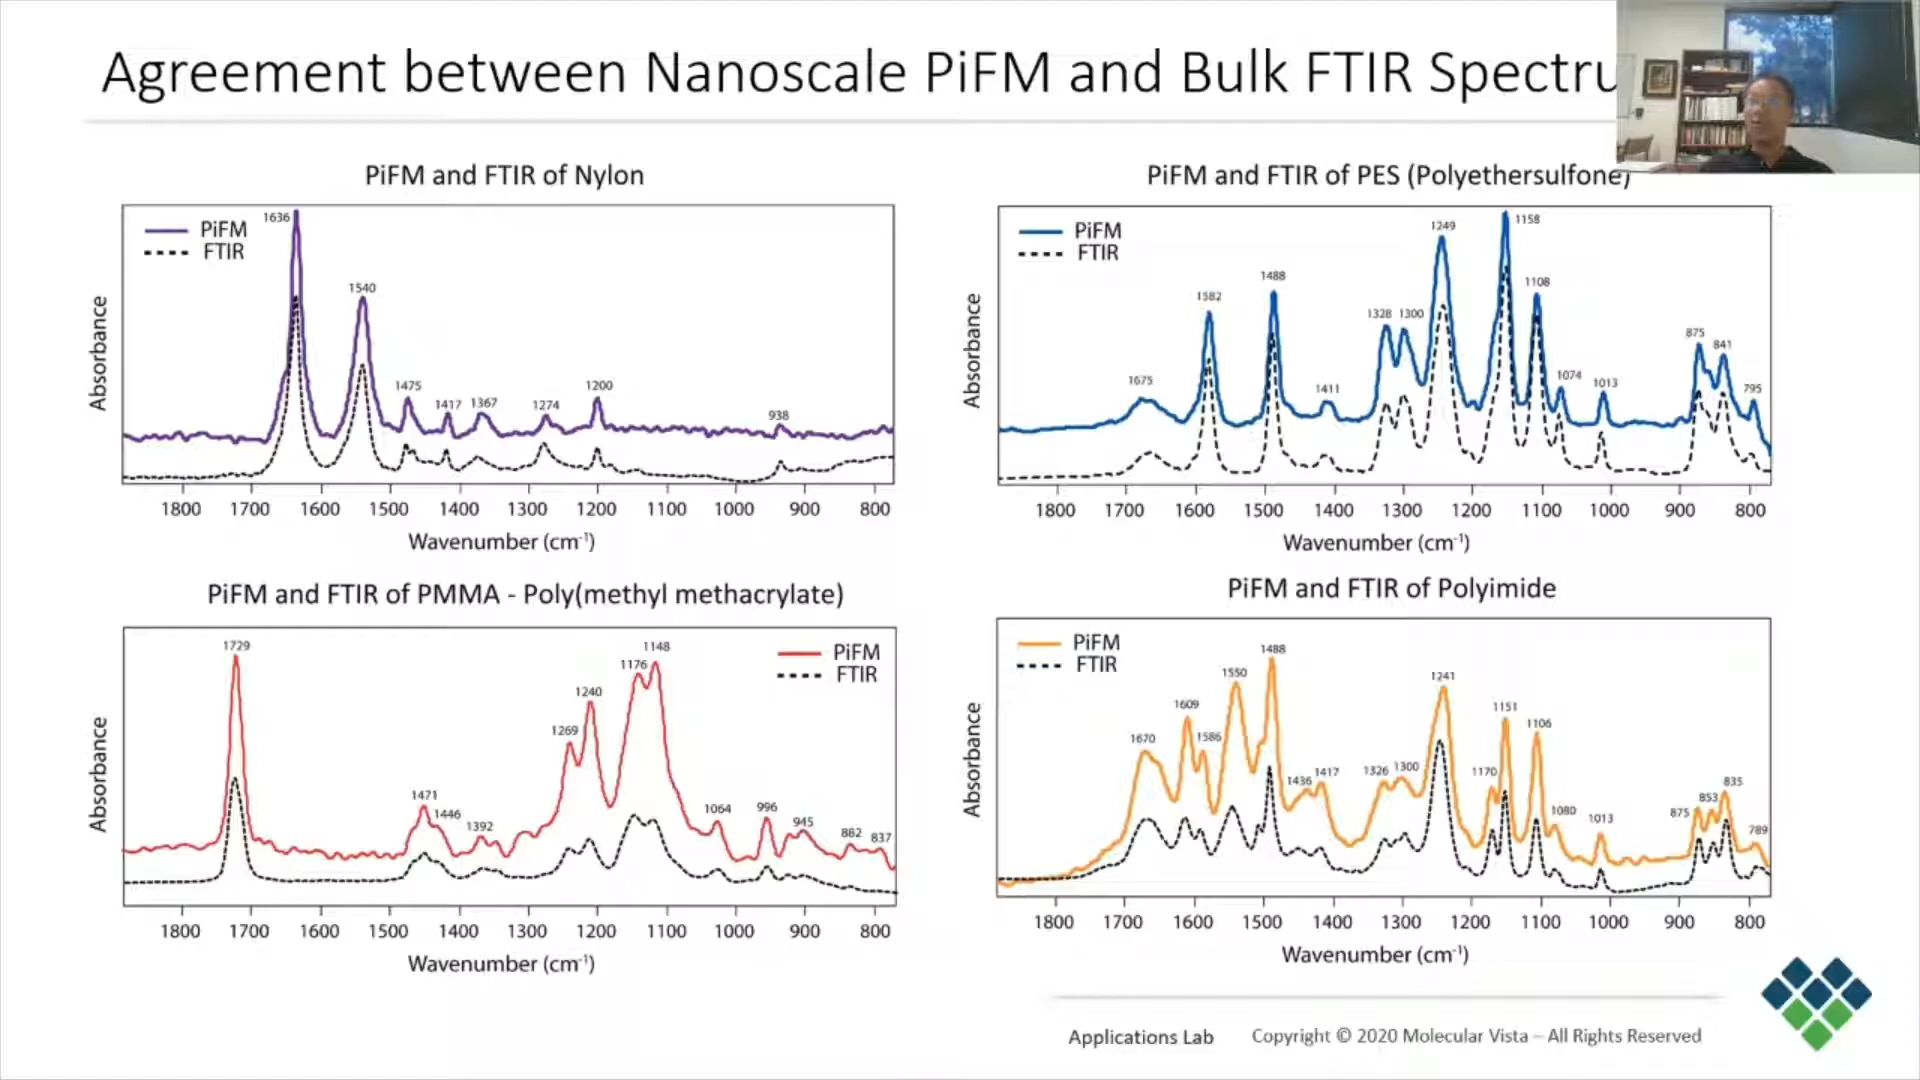 Agreement between Nanoscale PiFM and Bulk FTIR
PiFM and FTIR of Nylon
PiFM
FTIR
1636
1540
1475
1417
1367
1274
1200
938
Absorbance
1800 1700 1600 1500 1400 1300 1200 1100 1000 900 800
Wavenumber (cm⁻¹)
PiFM and FTIR of PES (Polyethersulfone)
PiFM
FTIR
1675
1582
1488
1411
1328
1300
1249
1158
1108
1074
1013
875
841
795
Absorbance
1800 1700 1600 1500 1400 1300 1200 1100 1000 900 800
Wavenumber (cm⁻¹)
PiFM and FTIR of PMMA - Poly(methyl methacrylate)
PiFM
FTIR
1729
1471
1446
1392
1269
1240
1176
1148
1064
996
945
882
837
Absorbance
1800 1700 1600 1500 1400 1300 1200 1100 1000 900 800
Wavenumber (cm⁻¹)
PiFM and FTIR of Polyimide
PiFM
FTIR
1670
1609
1586
1550
1488
1436
1417
1326
1300
1241
1170
1151
1106
1080
1013
875
853
835
789
Absorbance
1800 1700 1600 1500 1400 1300 1200 1100 1000 900 800
Wavenumber (cm⁻¹)
Applications Lab Copyright © 2020 Molecular Vista – All Rights Reserved